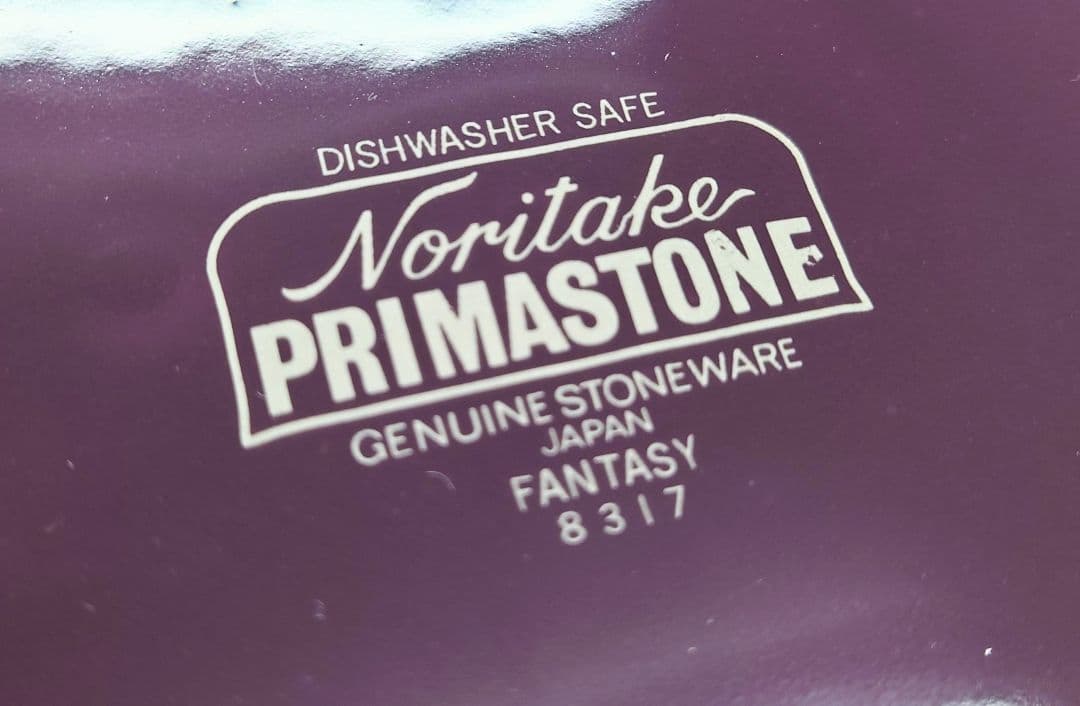 DISHWASHER SAFE
Noritake
PRIMASTONE
GENUINE STONEWARE
JAPAN
FANTASY
8317